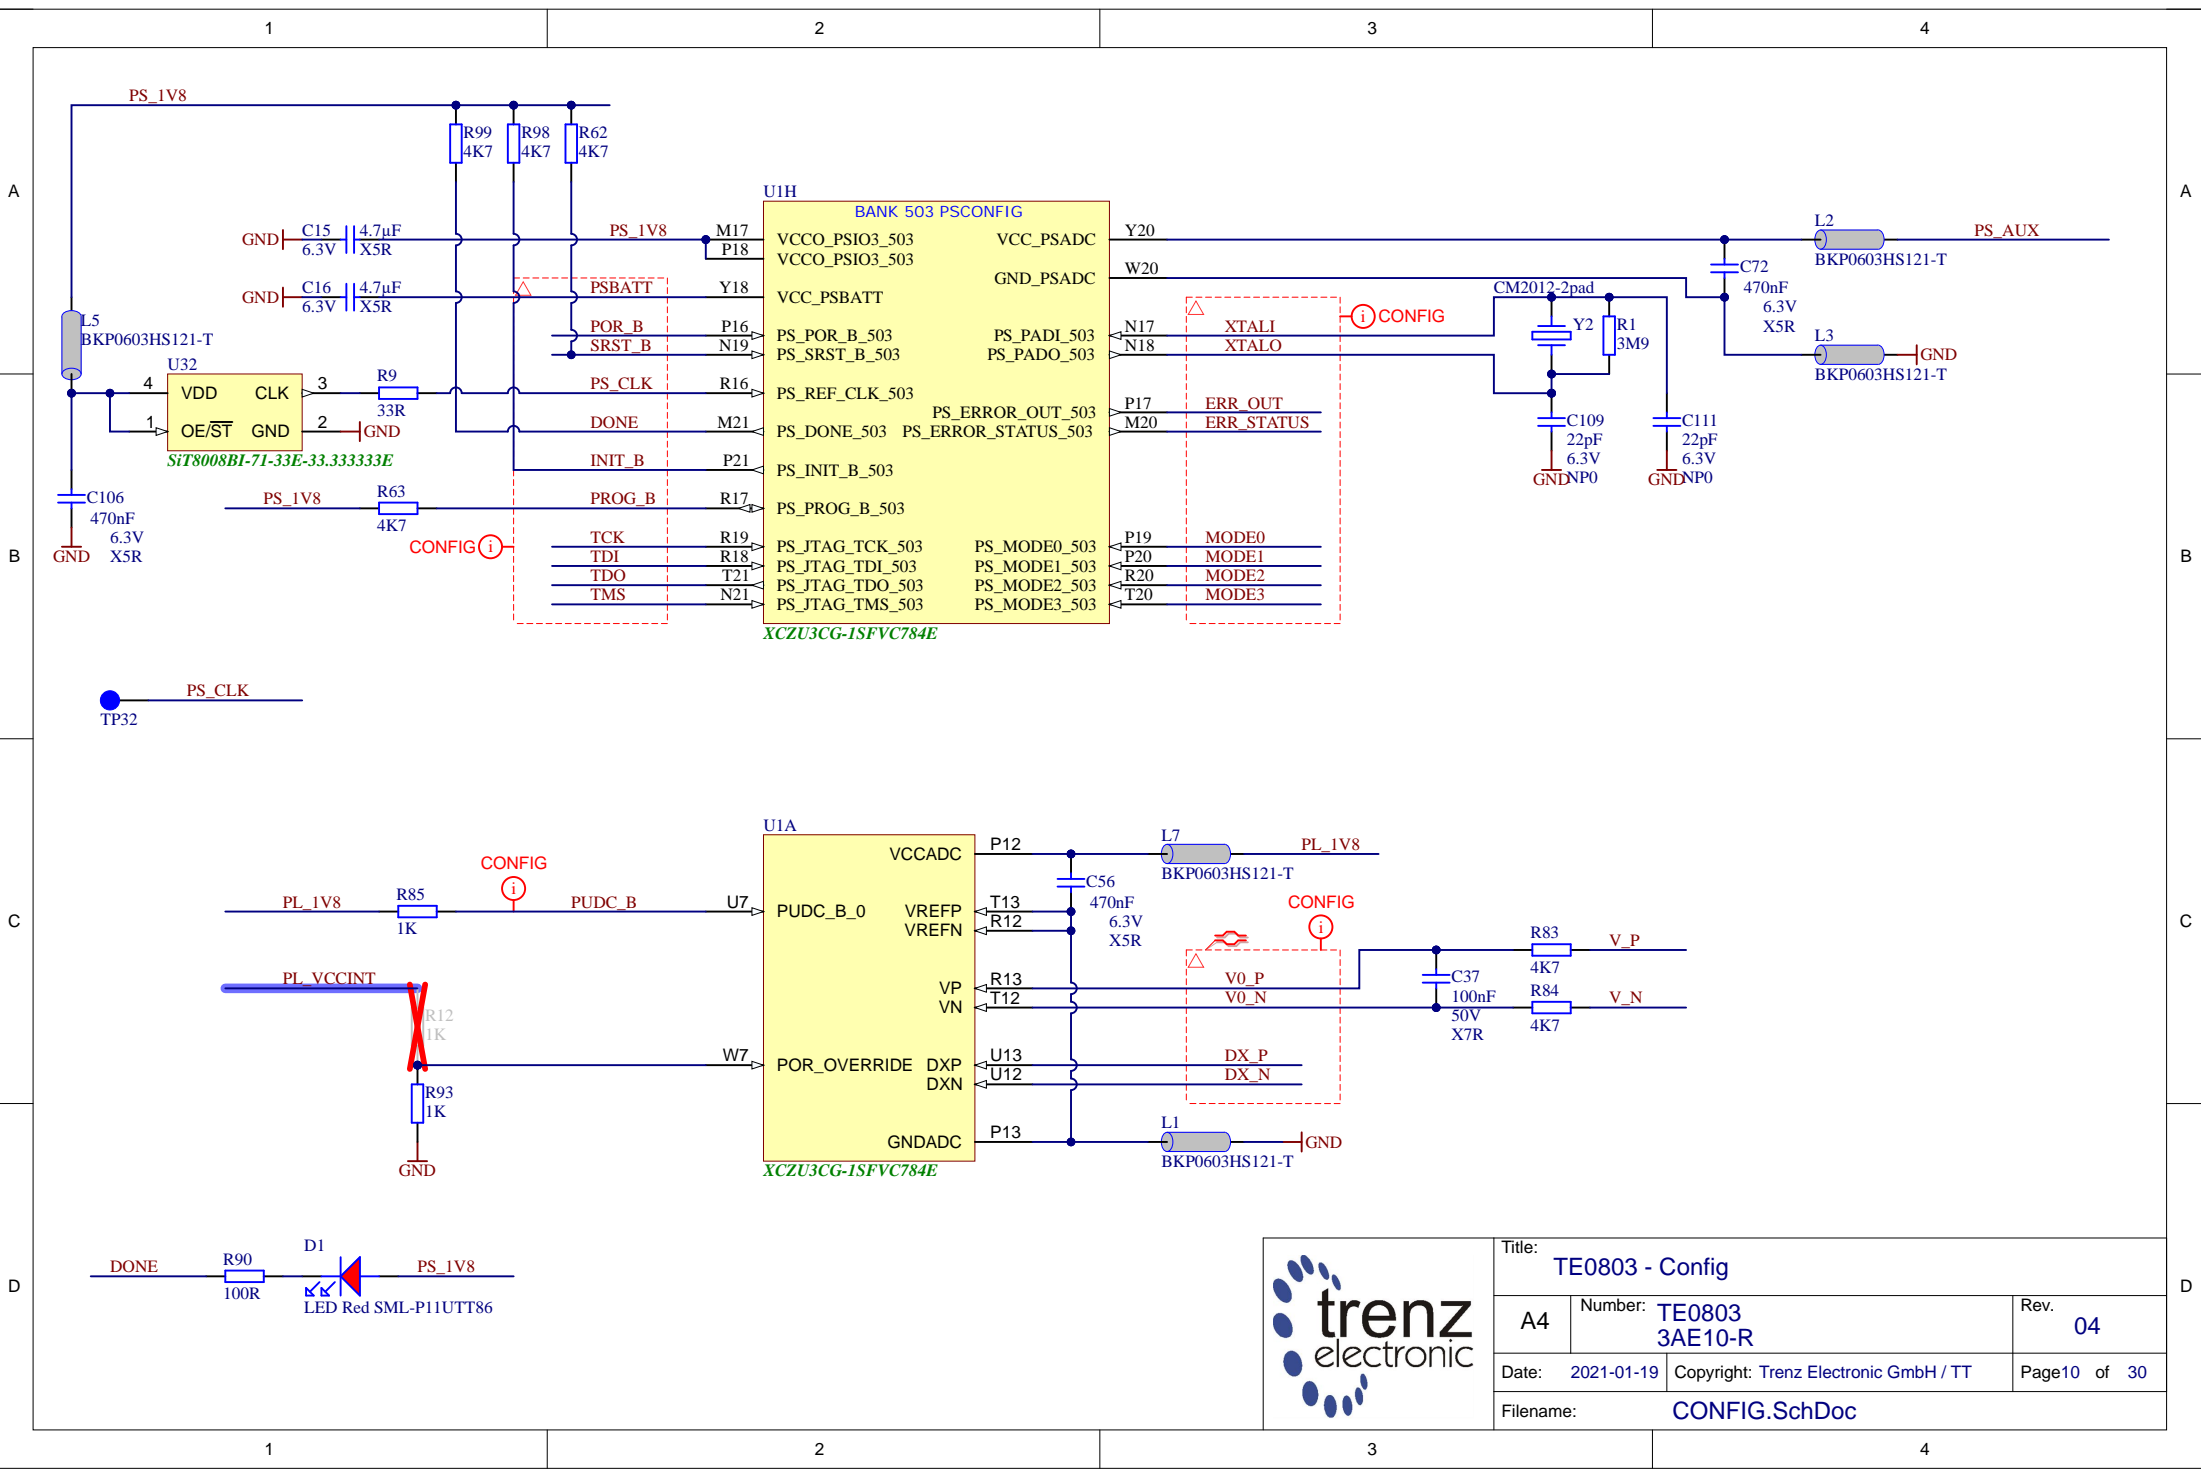 1
2
3
4
PS_1V8
R99
4K7
R98
4K7
R62
4K7
A
A
U1H
BANK 503 PSCONFIG
GND
C15
6.3V
4.7µF
X5R
PS_1V8
M17
P18
VCCO_PSIO3_503
VCCO_PSIO3_503
VCC_PSADC
Y20
L2
BKP0603HS121-T
PS_AUX
GND_PSADC
W20
C72
470nF
6.3V
X5R
GND
C16
6.3V
4.7µF
X5R
PSBATT
Y18
VCC_PSBATT
CM2012-2pad
L5
BKP0603HS121-T
POR_B
SRST_B
P16
N19
PS_POR_B_503
PS_SRST_B_503
PS_PADI_503
PS_PADO_503
N17
N18
XTALI
XTALO
i
CONFIG
Y2
R1
3M9
L3
BKP0603HS121-T
GND
U32
4
VDD
CLK
3
1
OE/ST
GND
2
GND
SiT8008BI-71-33E-33.333333E
R9
33R
PS_CLK
R16
PS_REF_CLK_503
DONE
M21
PS_DONE_503
PS_ERROR_OUT_503
PS_ERROR_STATUS_503
P17
M20
ERR_OUT
ERR_STATUS
C109
22pF
6.3V
NP0
GND
C111
22pF
6.3V
NP0
GND
INIT_B
P21
PS_INIT_B_503
C106
470nF
6.3V
X5R
GND
PS_1V8
R63
4K7
PROG_B
R17
PS_PROG_B_503
B
B
CONFIG
i
TCK
TDI
TDO
TMS
R19
R18
T21
N21
PS_JTAG_TCK_503
PS_JTAG_TDI_503
PS_JTAG_TDO_503
PS_JTAG_TMS_503
PS_MODE0_503
PS_MODE1_503
PS_MODE2_503
PS_MODE3_503
P19
P20
R20
T20
MODE0
MODE1
MODE2
MODE3
XCZU3CG-1SFVC784E
PS_CLK
TP32
U1A
VCCADC
P12
L7
BKP0603HS121-T
PL_1V8
C56
470nF
6.3V
X5R
CONFIG
i
PL_1V8
R85
1K
PUDC_B
U7
PUDC_B_0
VREFP
VREFN
T13
R12
CONFIG
i
C
C
PL_VCCINT
R12
1K
VP
VN
R13
T12
V0_P
V0_N
C37
100nF
50V
X7R
R83
4K7
V_P
R84
4K7
V_N
W7
POR_OVERRIDE
DXP
DXN
U13
U12
DX_P
DX_N
R93
1K
GND
GNDADC
P13
L1
BKP0603HS121-T
GND
XCZU3CG-1SFVC784E
D
D
DONE
R90
100R
D1
LED Red SML-P11UTT86
PS_1V8
trenz
electronic
Title:
TE0803 - Config
A4
Number:
TE0803
3AE10-R
Rev.
04
Date: 2021-01-19
Copyright: Trenz Electronic GmbH / TT
Page10 of 30
Filename:
CONFIG.SchDoc
1
2
3
4